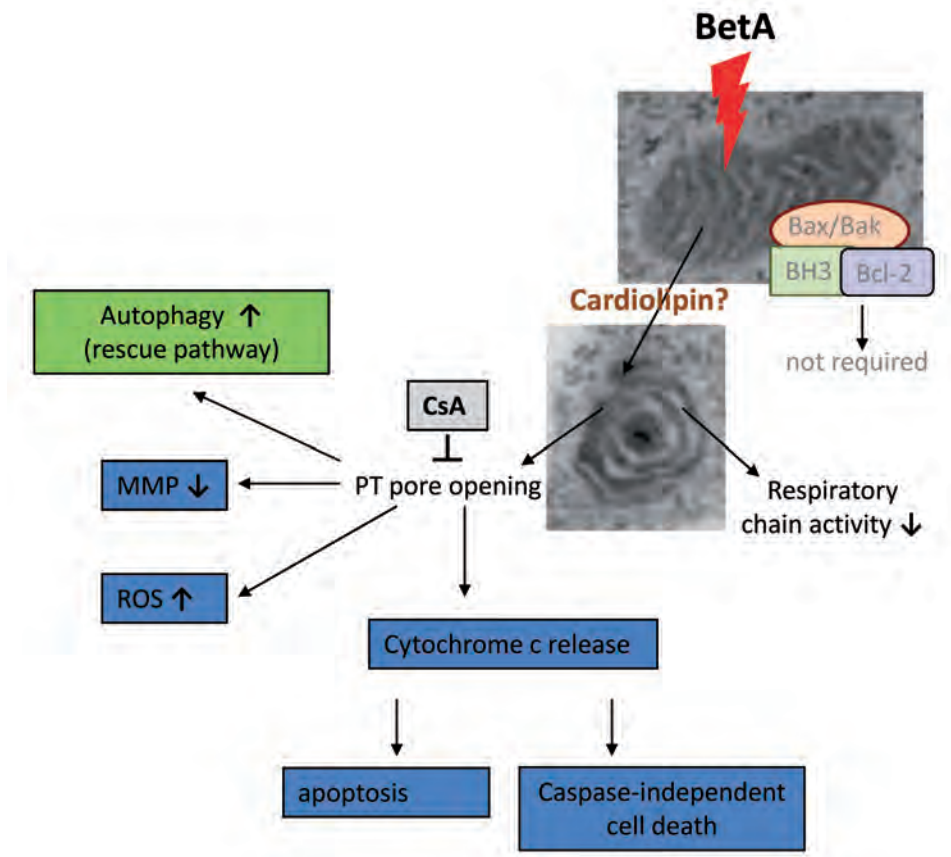 BetA
Bax/Bak
BH3
Bcl-2
Cardiolipin?
not required
Autophagy ↑
(rescue pathway)
CsA
MMP ↓
PT pore opening
Respiratory
chain activity ↓
ROS ↑
Cytochrome c release
apoptosis
Caspase-independent
cell death